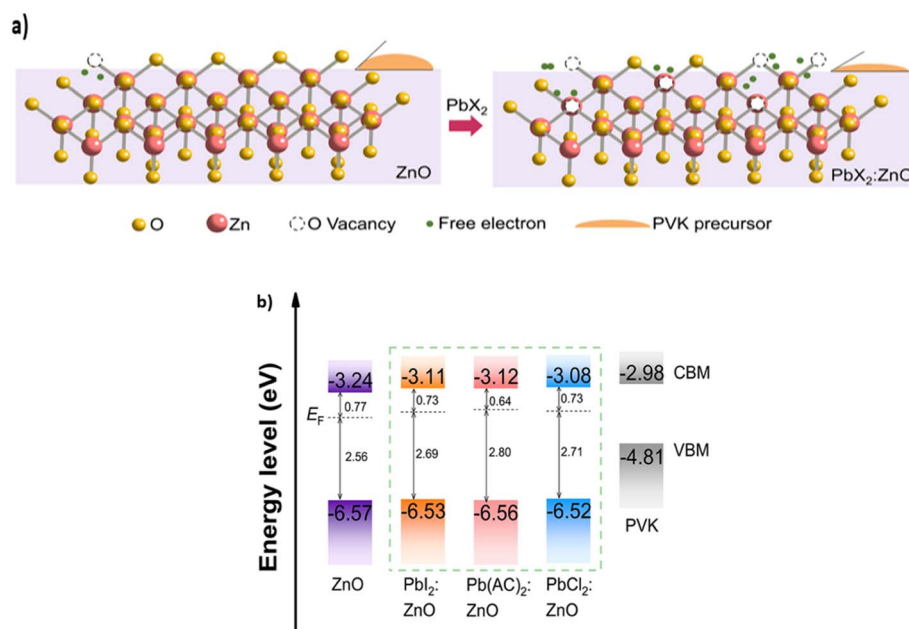 a)
PbX₂
ZnO
PbX₂:ZnO
O
Zn
O Vacancy
Free electron
PVK precursor
b)
Energy level (eV)
-3.24
-3.11
-3.12
-3.08
-2.98
CBM
0.77
0.73
0.64
0.73
E_F
2.56
2.69
2.80
2.71
-4.81
VBM
-6.57
-6.53
-6.56
-6.52
PVK
ZnO
PbI₂:
ZnO
Pb(AC)₂:
ZnO
PbCl₂:
ZnO